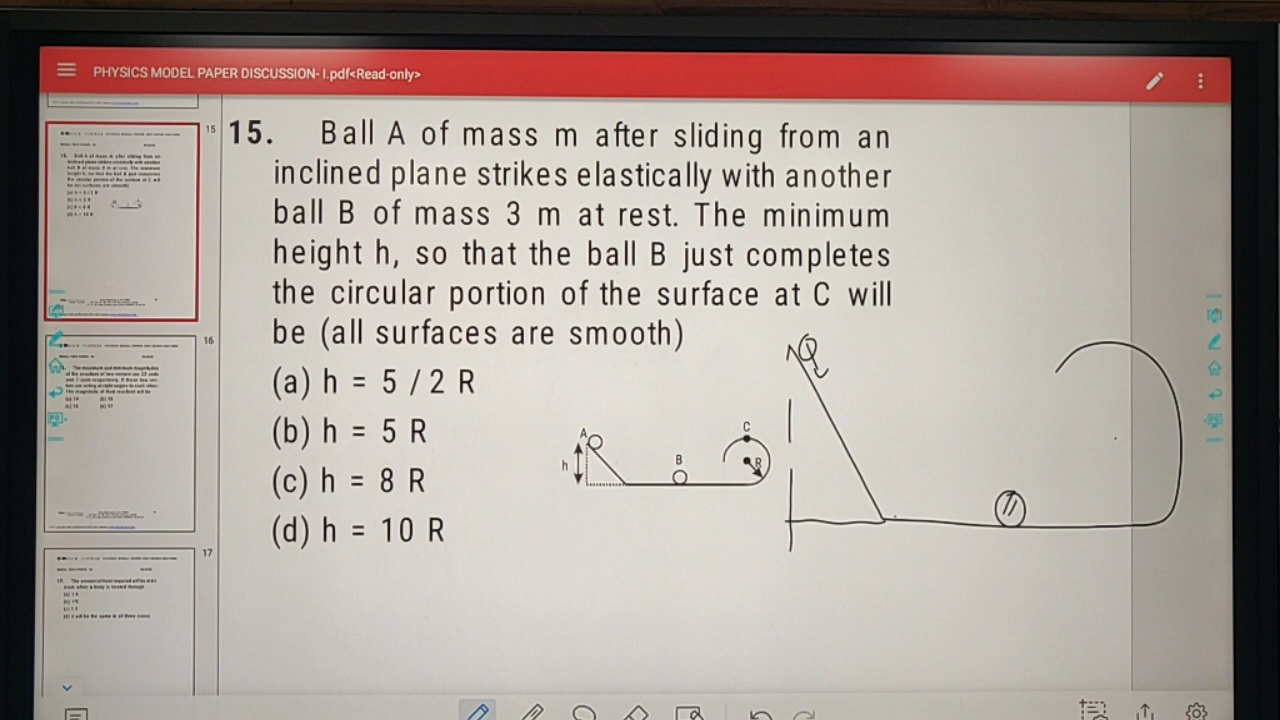 PHYSICS MODEL PAPER DISCUSSION- I.pdf<Read-only>
15
15. Ball A of mass m after sliding from an
inclined plane strikes elastically with another
ball B of mass 3 m at rest. The minimum
height h, so that the ball B just completes
the circular portion of the surface at C will
be (all surfaces are smooth)
(a) h = 5 / 2 R
(b) h = 5 R
(c) h = 8 R
(d) h = 10 R
A
h
B
C
R
16
17